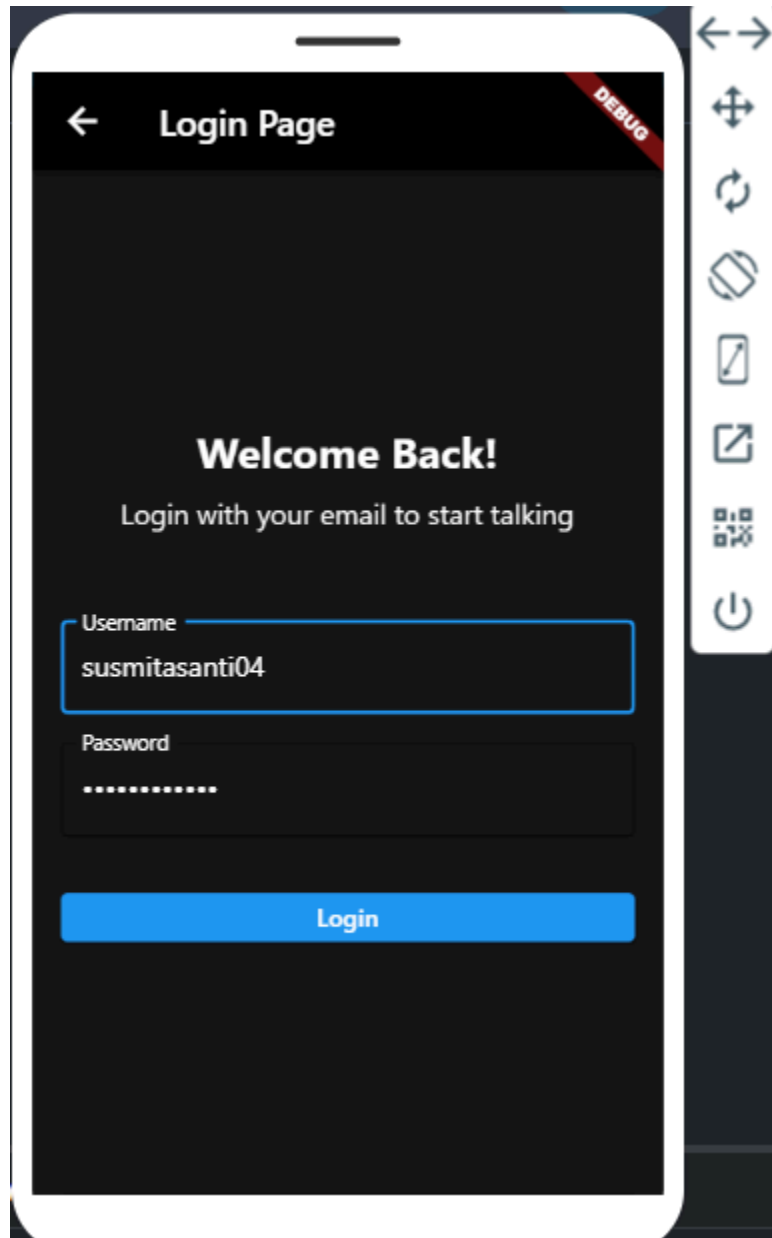 Login Page
DEBUG
Welcome Back!
Login with your email to start talking
Username
susmitasanti04
Password
••••••••••••
Login